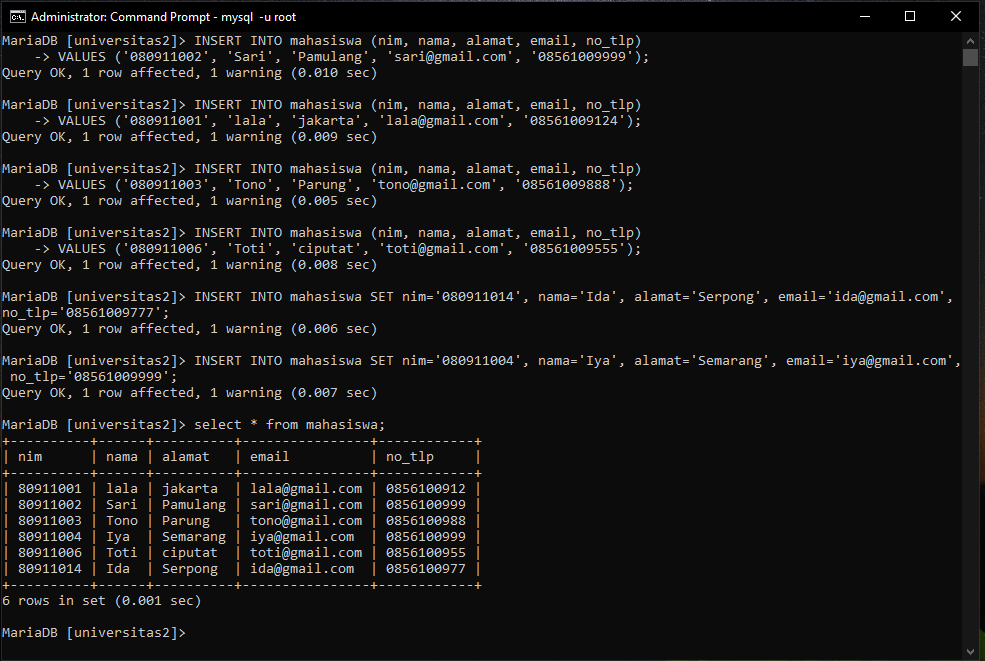 Administrator: Command Prompt - mysql  -u root
MariaDB [universitas2]> INSERT INTO mahasiswa (nim, nama, alamat, email, no_tlp)
    -> VALUES ('080911002', 'Sari', 'Pamulang', 'sari@gmail.com', '08561009999');
Query OK, 1 row affected, 1 warning (0.010 sec)
MariaDB [universitas2]> INSERT INTO mahasiswa (nim, nama, alamat, email, no_tlp)
    -> VALUES ('080911001', 'lala', 'jakarta', 'lala@gmail.com', '08561009124');
Query OK, 1 row affected, 1 warning (0.009 sec)
MariaDB [universitas2]> INSERT INTO mahasiswa (nim, nama, alamat, email, no_tlp)
    -> VALUES ('080911003', 'Tono', 'Parung', 'tono@gmail.com', '08561009888');
Query OK, 1 row affected, 1 warning (0.005 sec)
MariaDB [universitas2]> INSERT INTO mahasiswa (nim, nama, alamat, email, no_tlp)
    -> VALUES ('080911006', 'Toti', 'ciputat', 'toti@gmail.com', '08561009555');
Query OK, 1 row affected, 1 warning (0.008 sec)
MariaDB [universitas2]> INSERT INTO mahasiswa SET nim='080911014', nama='Ida', alamat='Serpong', email='ida@gmail.com',
no_tlp='08561009777';
Query OK, 1 row affected, 1 warning (0.006 sec)
MariaDB [universitas2]> INSERT INTO mahasiswa SET nim='080911004', nama='Iya', alamat='Semarang', email='iya@gmail.com',
 no_tlp='08561009999';
Query OK, 1 row affected, 1 warning (0.007 sec)
MariaDB [universitas2]> select * from mahasiswa;
+----------+------+----------+----------------+------------+
| nim      | nama | alamat   | email          | no_tlp     |
+----------+------+----------+----------------+------------+
| 80911001 | lala | jakarta  | lala@gmail.com | 0856100912 |
| 80911002 | Sari | Pamulang | sari@gmail.com | 0856100999 |
| 80911003 | Tono | Parung   | tono@gmail.com | 0856100988 |
| 80911004 | Iya  | Semarang | iya@gmail.com  | 0856100999 |
| 80911006 | Toti | ciputat  | toti@gmail.com | 0856100955 |
| 80911014 | Ida  | Serpong  | ida@gmail.com  | 0856100977 |
+----------+------+----------+----------------+------------+
6 rows in set (0.001 sec)
MariaDB [universitas2]>